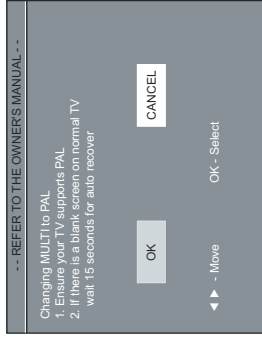 - - REFER TO THE OWNER'S MANUAL - -
Changing MULTI to PAL
1. Ensure your TV supports PAL
2. If there is a blank screen on normal TV
wait 15 seconds for auto recover
OK CANCEL
◄ ► - Move OK - Select